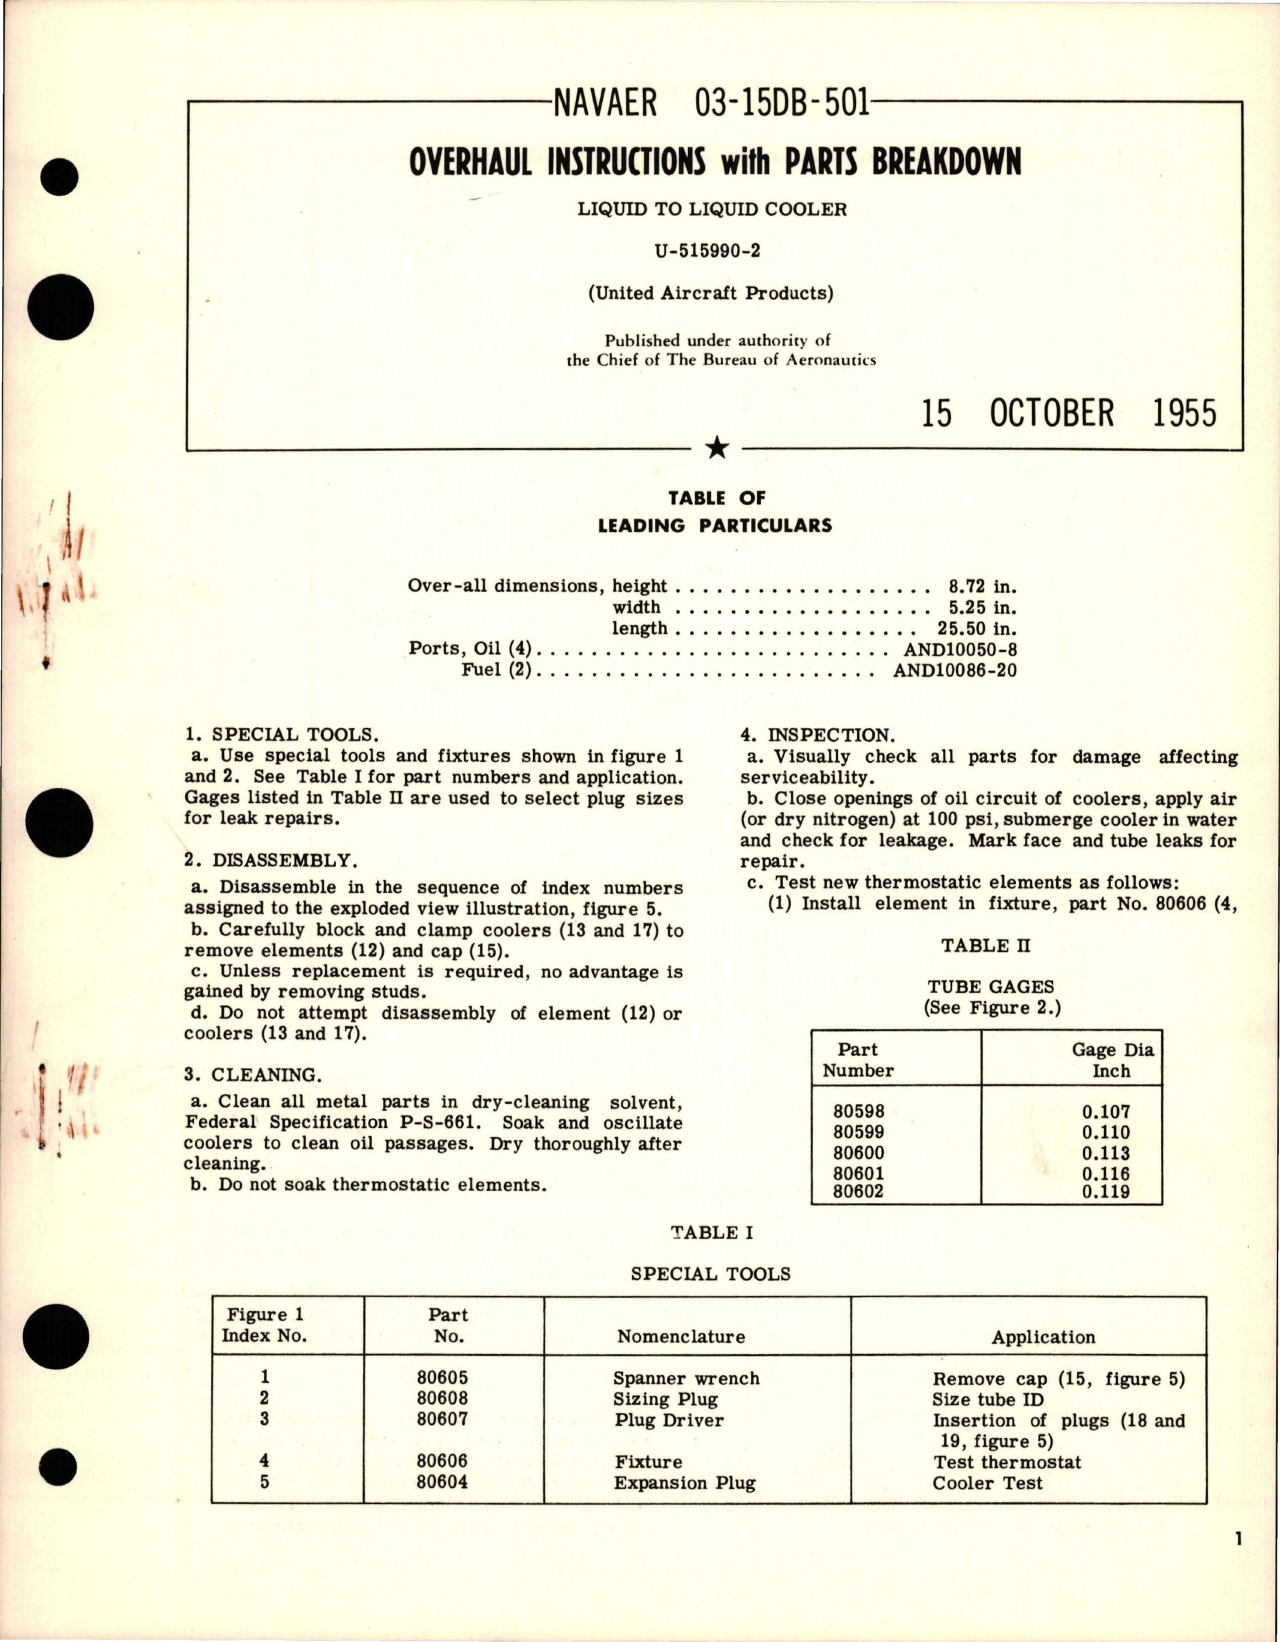 NAVAER 03-15DB-501
OVERHAUL INSTRUCTIONS with PARTS BREAKDOWN
LIQUID TO LIQUID COOLER
U-515990-2
(United Aircraft Products)
Published under authority of
the Chief of The Bureau of Aeronautics
15 OCTOBER 1955
TABLE OF
LEADING PARTICULARS
Over-all dimensions, height . . . . . . . . . . . . . . . . . . . 8.72 in.
width . . . . . . . . . . . . . . . . . . . 5.25 in.
length . . . . . . . . . . . . . . . . . . 25.50 in.
Ports, Oil (4). . . . . . . . . . . . . . . . . . . . . . . . . . AND10050-8
Fuel (2). . . . . . . . . . . . . . . . . . . . . . . . . AND10086-20
1. SPECIAL TOOLS.
a. Use special tools and fixtures shown in figure 1
and 2. See Table I for part numbers and application.
Gages listed in Table II are used to select plug sizes
for leak repairs.
2. DISASSEMBLY.
a. Disassemble in the sequence of index numbers
assigned to the exploded view illustration, figure 5.
b. Carefully block and clamp coolers (13 and 17) to
remove elements (12) and cap (15).
c. Unless replacement is required, no advantage is
gained by removing studs.
d. Do not attempt disassembly of element (12) or
coolers (13 and 17).
3. CLEANING.
a. Clean all metal parts in dry-cleaning solvent,
Federal Specification P-S-661. Soak and oscillate
coolers to clean oil passages. Dry thoroughly after
cleaning.
b. Do not soak thermostatic elements.
4. INSPECTION.
a. Visually check all parts for damage affecting
serviceability.
b. Close openings of oil circuit of coolers, apply air
(or dry nitrogen) at 100 psi, submerge cooler in water
and check for leakage. Mark face and tube leaks for
repair.
c. Test new thermostatic elements as follows:
(1) Install element in fixture, part No. 80606 (4,
TABLE II
TUBE GAGES
(See Figure 2.)
Part Gage Dia
Number Inch
80598 0.107
80599 0.110
80600 0.113
80601 0.116
80602 0.119
TABLE I
SPECIAL TOOLS
Figure 1 Part
Index No. No. Nomenclature Application
1 80605 Spanner wrench Remove cap (15, figure 5)
2 80608 Sizing Plug Size tube ID
3 80607 Plug Driver Insertion of plugs (18 and
19, figure 5)
4 80606 Fixture Test thermostat
5 80604 Expansion Plug Cooler Test
1